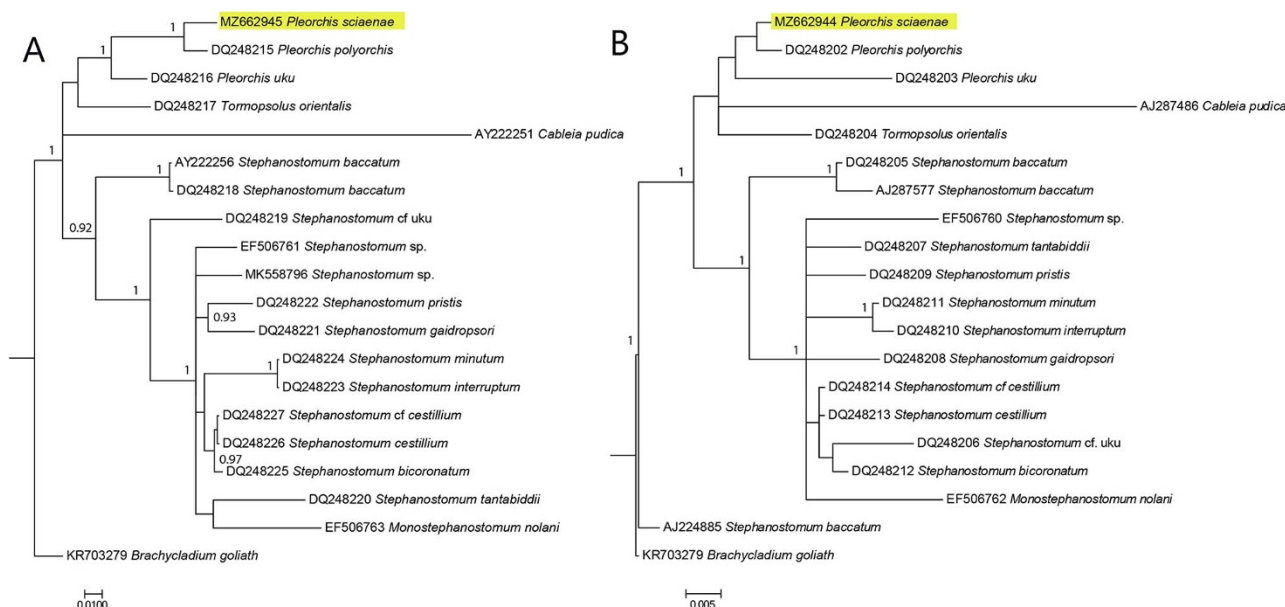 A
1
MZ662945 Pleorchis sciaenae
1
DQ248215 Pleorchis polyorchis
DQ248216 Pleorchis uku
DQ248217 Tormopsolus orientalis
AY222251 Cableia pudica
1
AY222256 Stephanostomum baccatum
1
DQ248218 Stephanostomum baccatum
0.92
DQ248219 Stephanostomum cf uku
EF506761 Stephanostomum sp.
MK558796 Stephanostomum sp.
1
DQ248222 Stephanostomum pristis
0.93
DQ248221 Stephanostomum gaidropsori
1
DQ248224 Stephanostomum minutum
1
DQ248223 Stephanostomum interruptum
DQ248227 Stephanostomum cf cestillium
DQ248226 Stephanostomum cestillium
0.97
DQ248225 Stephanostomum bicoronatum
DQ248220 Stephanostomum tantabiddii
EF506763 Monostephanostomum nolani
KR703279 Brachycladium goliath
0.0100
B
MZ662944 Pleorchis sciaenae
DQ248202 Pleorchis polyorchis
DQ248203 Pleorchis uku
AJ287486 Cableia pudica
DQ248204 Tormopsolus orientalis
1
DQ248205 Stephanostomum baccatum
1
AJ287577 Stephanostomum baccatum
EF506760 Stephanostomum sp.
DQ248207 Stephanostomum tantabiddii
1
DQ248209 Stephanostomum pristis
DQ248211 Stephanostomum minutum
1
DQ248210 Stephanostomum interruptum
1
1
DQ248208 Stephanostomum gaidropsori
DQ248214 Stephanostomum cf cestillium
DQ248213 Stephanostomum cestillium
DQ248206 Stephanostomum cf. uku
DQ248212 Stephanostomum bicoronatum
EF506762 Monostephanostomum nolani
AJ224885 Stephanostomum baccatum
KR703279 Brachycladium goliath
0.005